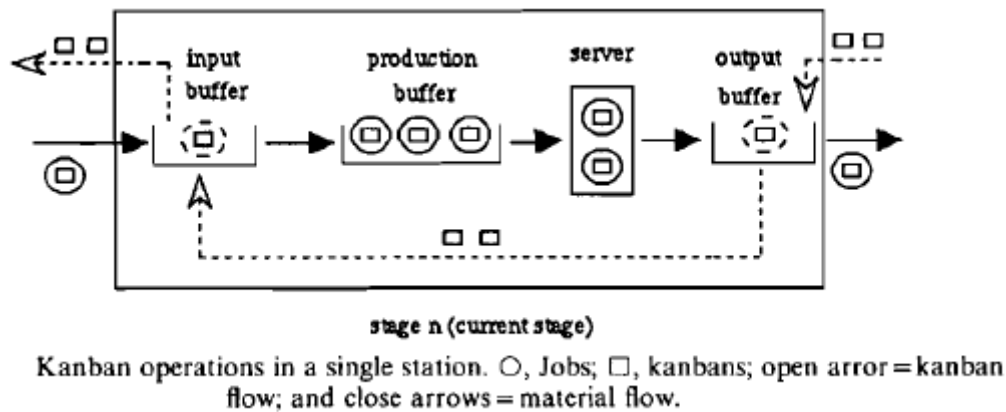 input
buffer
production
buffer
server
output
buffer
stage n (current stage)
Kanban operations in a single station. ○, Jobs; □, kanbans; open arror = kanban
flow; and close arrows = material flow.